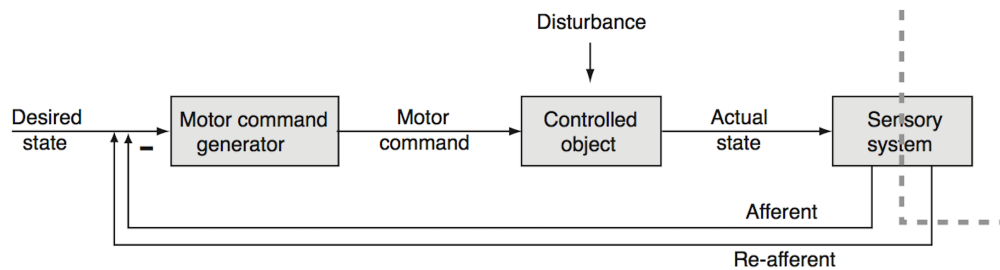 Disturbance
Desired
state
Motor command
generator
Motor
command
Controlled
object
Actual
state
Sensory
system
-
Afferent
Re-afferent